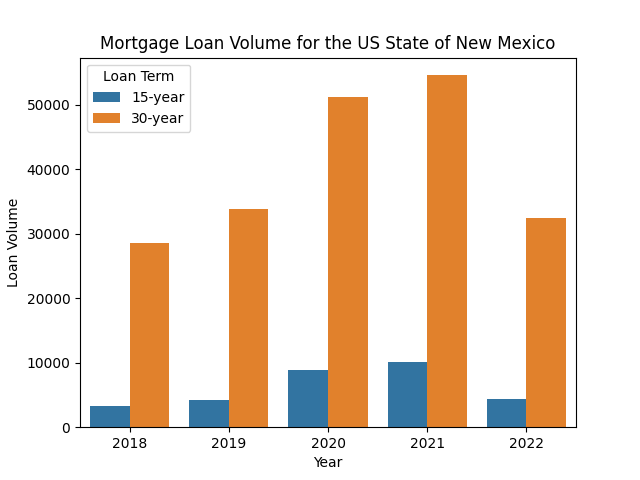 Mortgage Loan Volume for the US State of New Mexico
Loan Term
15-year
30-year
Loan Volume
50000
40000
30000
20000
10000
0
2018 2019 2020 2021 2022
Year